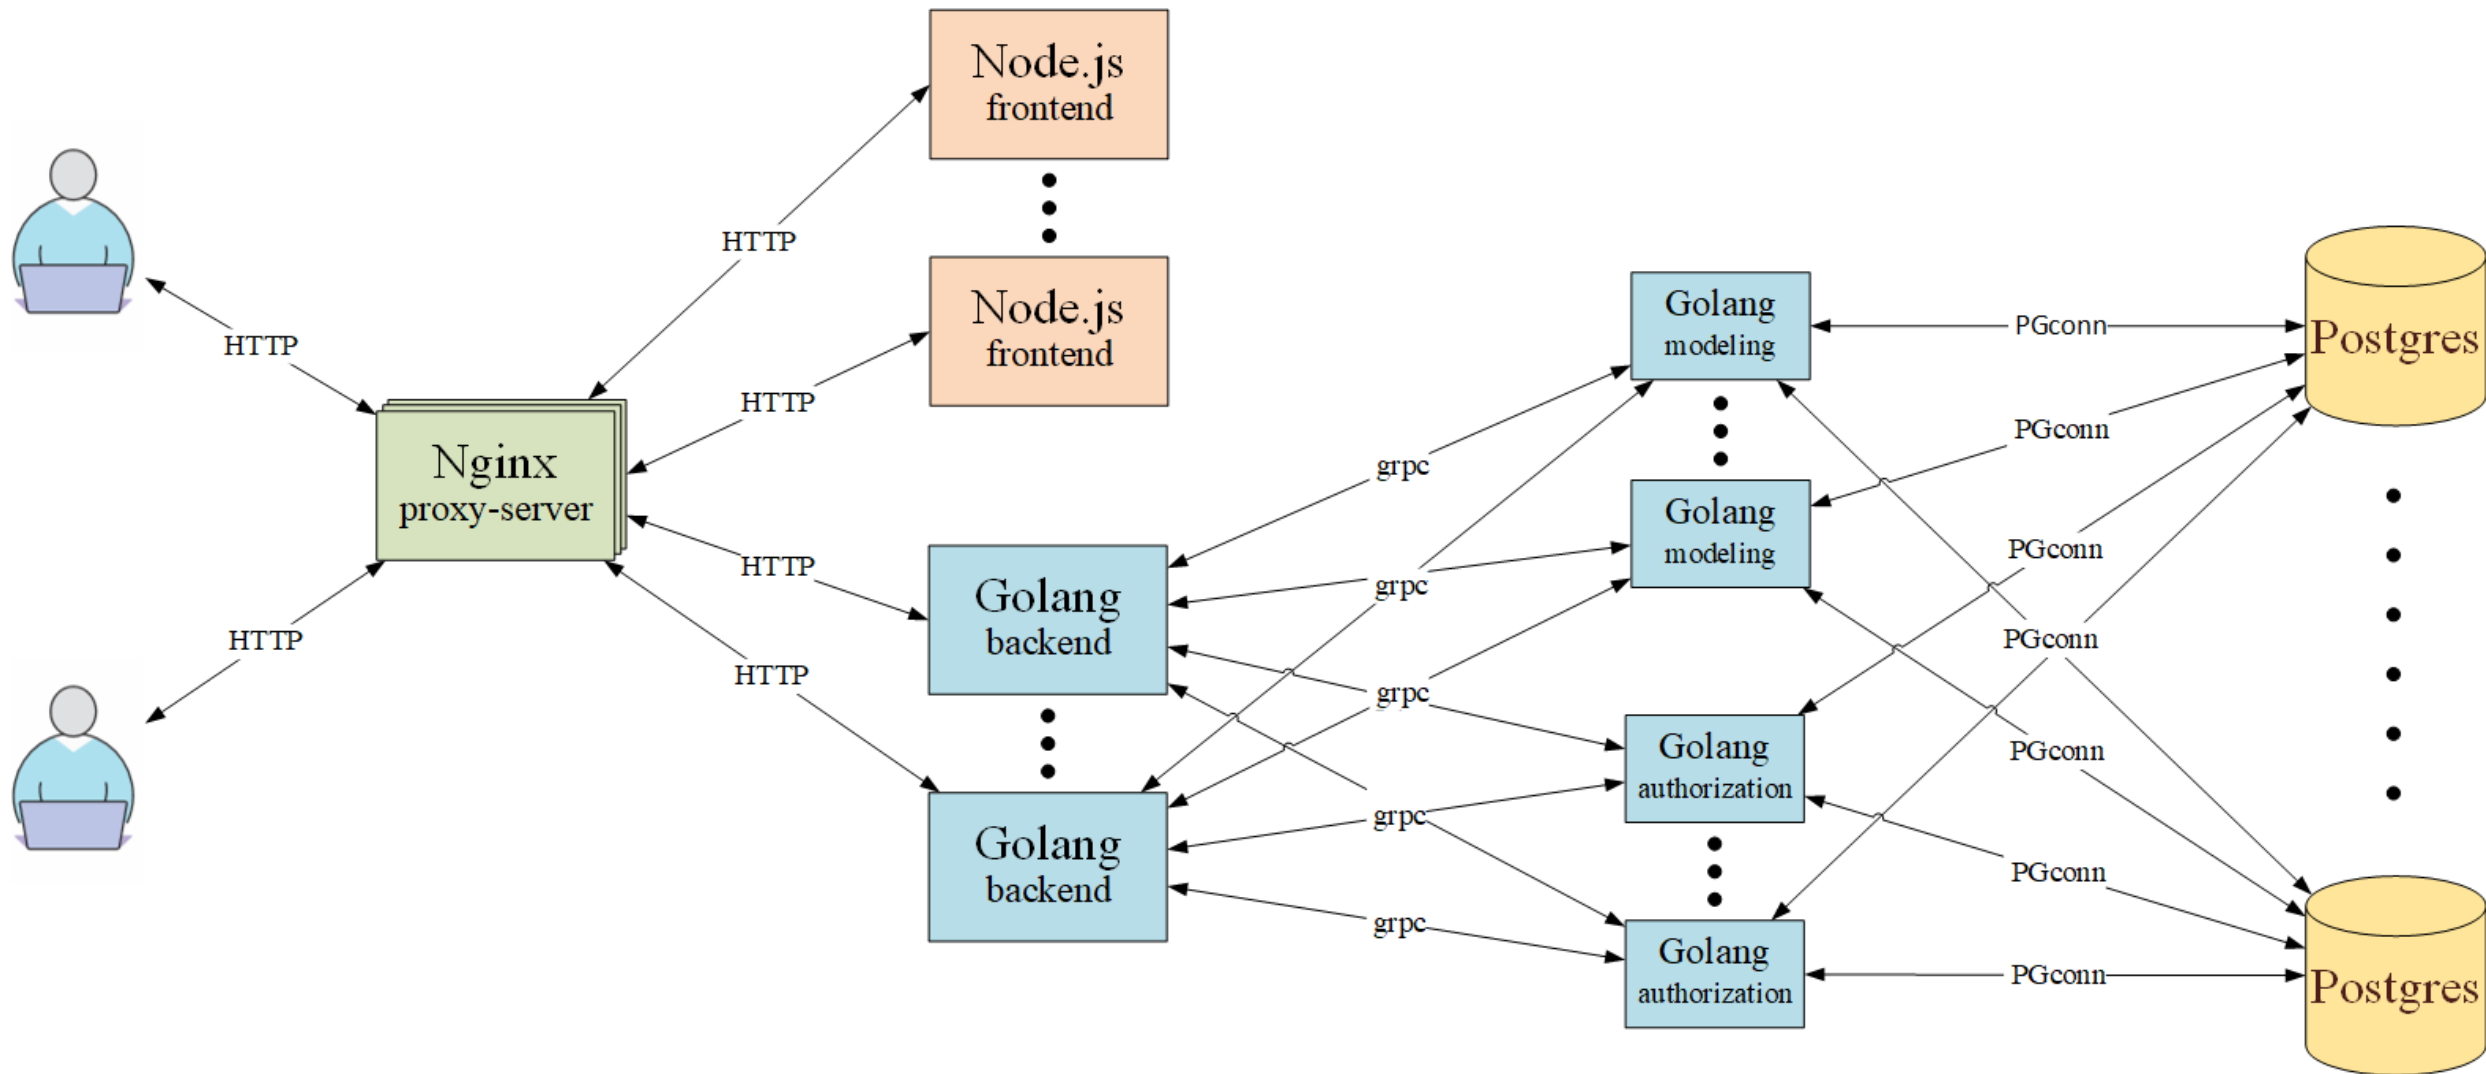 Node.js
frontend
HTTP
Node.js
frontend
HTTP
HTTP
Nginx
proxy-server
HTTP
HTTP
HTTP
Golang
backend
Golang
backend
grpc
grpc
grpc
grpc
grpc
Golang
modeling
Golang
modeling
Golang
authorization
Golang
authorization
PGconn
PGconn
PGconn
PGconn
PGconn
PGconn
PGconn
Postgres
Postgres